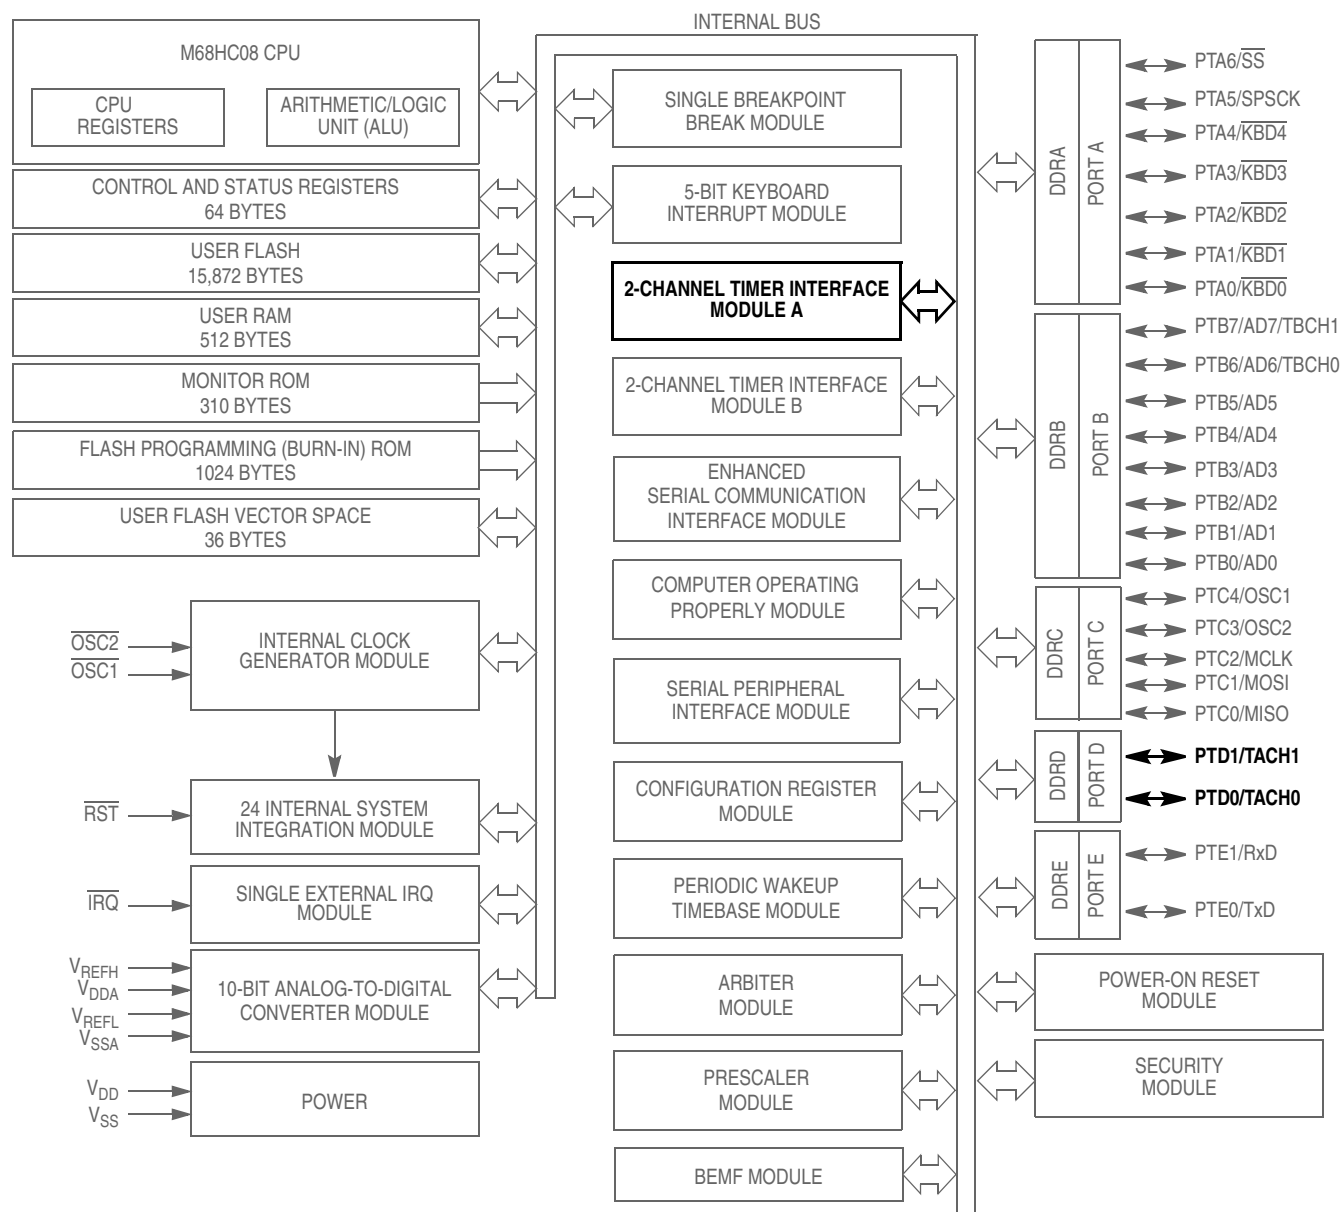 INTERNAL BUS
M68HC08 CPU
CPU
REGISTERS
ARITHMETIC/LOGIC
UNIT (ALU)
CONTROL AND STATUS REGISTERS
64 BYTES
USER FLASH
15,872 BYTES
USER RAM
512 BYTES
MONITOR ROM
310 BYTES
FLASH PROGRAMMING (BURN-IN) ROM
1024 BYTES
USER FLASH VECTOR SPACE
36 BYTES
OSC2
OSC1
INTERNAL CLOCK
GENERATOR MODULE
RST
24 INTERNAL SYSTEM
INTEGRATION MODULE
IRQ
SINGLE EXTERNAL IRQ
MODULE
VREFH
VDDA
VREFL
VSSA
10-BIT ANALOG-TO-DIGITAL
CONVERTER MODULE
VDD
VSS
POWER
SINGLE BREAKPOINT
BREAK MODULE
5-BIT KEYBOARD
INTERRUPT MODULE
2-CHANNEL TIMER INTERFACE
MODULE A
2-CHANNEL TIMER INTERFACE
MODULE B
ENHANCED
SERIAL COMMUNICATION
INTERFACE MODULE
COMPUTER OPERATING
PROPERLY MODULE
SERIAL PERIPHERAL
INTERFACE MODULE
CONFIGURATION REGISTER
MODULE
PERIODIC WAKEUP
TIMEBASE MODULE
ARBITER
MODULE
PRESCALER
MODULE
BEMF MODULE
DDRA
PORT A
PTA6/SS
PTA5/SPSCK
PTA4/KBD4
PTA3/KBD3
PTA2/KBD2
PTA1/KBD1
PTA0/KBD0
DDRB
PORT B
PTB7/AD7/TBCH1
PTB6/AD6/TBCH0
PTB5/AD5
PTB4/AD4
PTB3/AD3
PTB2/AD2
PTB1/AD1
PTB0/AD0
DDRC
PORT C
PTC4/OSC1
PTC3/OSC2
PTC2/MCLK
PTC1/MOSI
PTC0/MISO
DDRD
PORT D
PTD1/TACH1
PTD0/TACH0
DDRE
PORT E
PTE1/RxD
PTE0/TxD
POWER-ON RESET
MODULE
SECURITY
MODULE